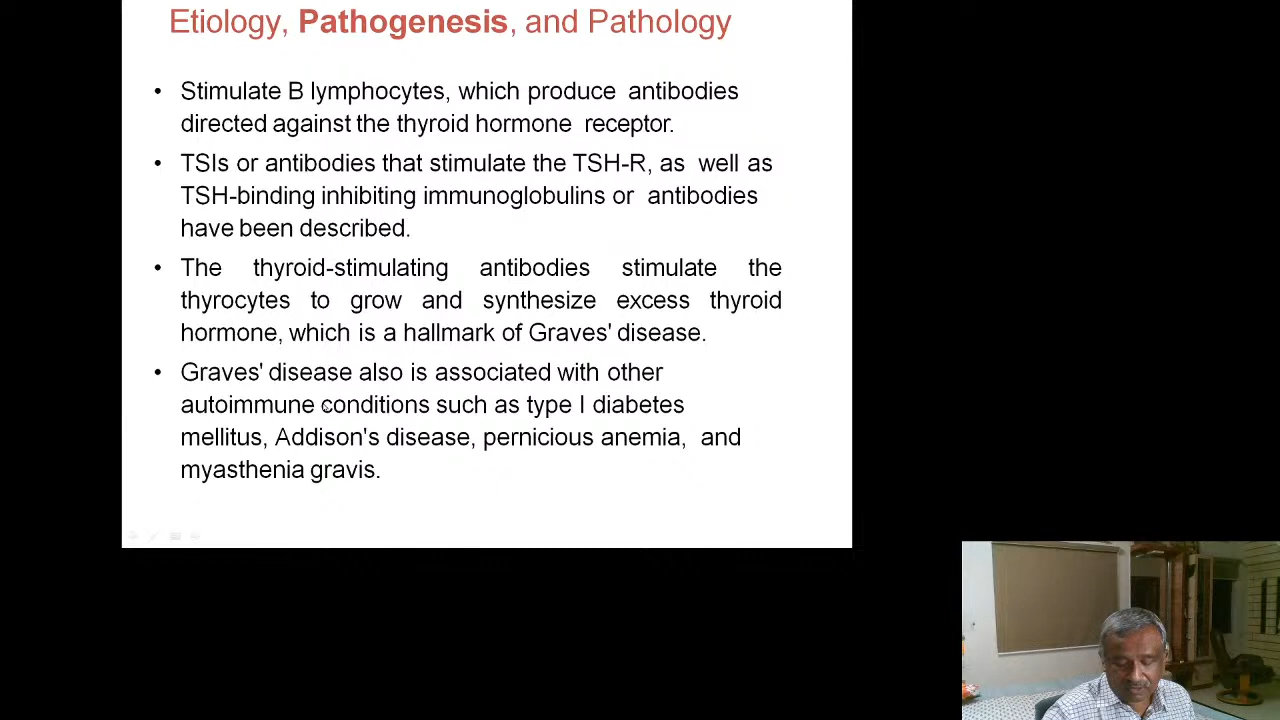 Etiology, Pathogenesis, and Pathology
• Stimulate B lymphocytes, which produce antibodies
directed against the thyroid hormone receptor.
• TSIs or antibodies that stimulate the TSH-R, as well as
TSH-binding inhibiting immunoglobulins or antibodies
have been described.
• The thyroid-stimulating antibodies stimulate the
thyrocytes to grow and synthesize excess thyroid
hormone, which is a hallmark of Graves' disease.
• Graves' disease also is associated with other
autoimmune conditions such as type I diabetes
mellitus, Addison's disease, pernicious anemia, and
myasthenia gravis.